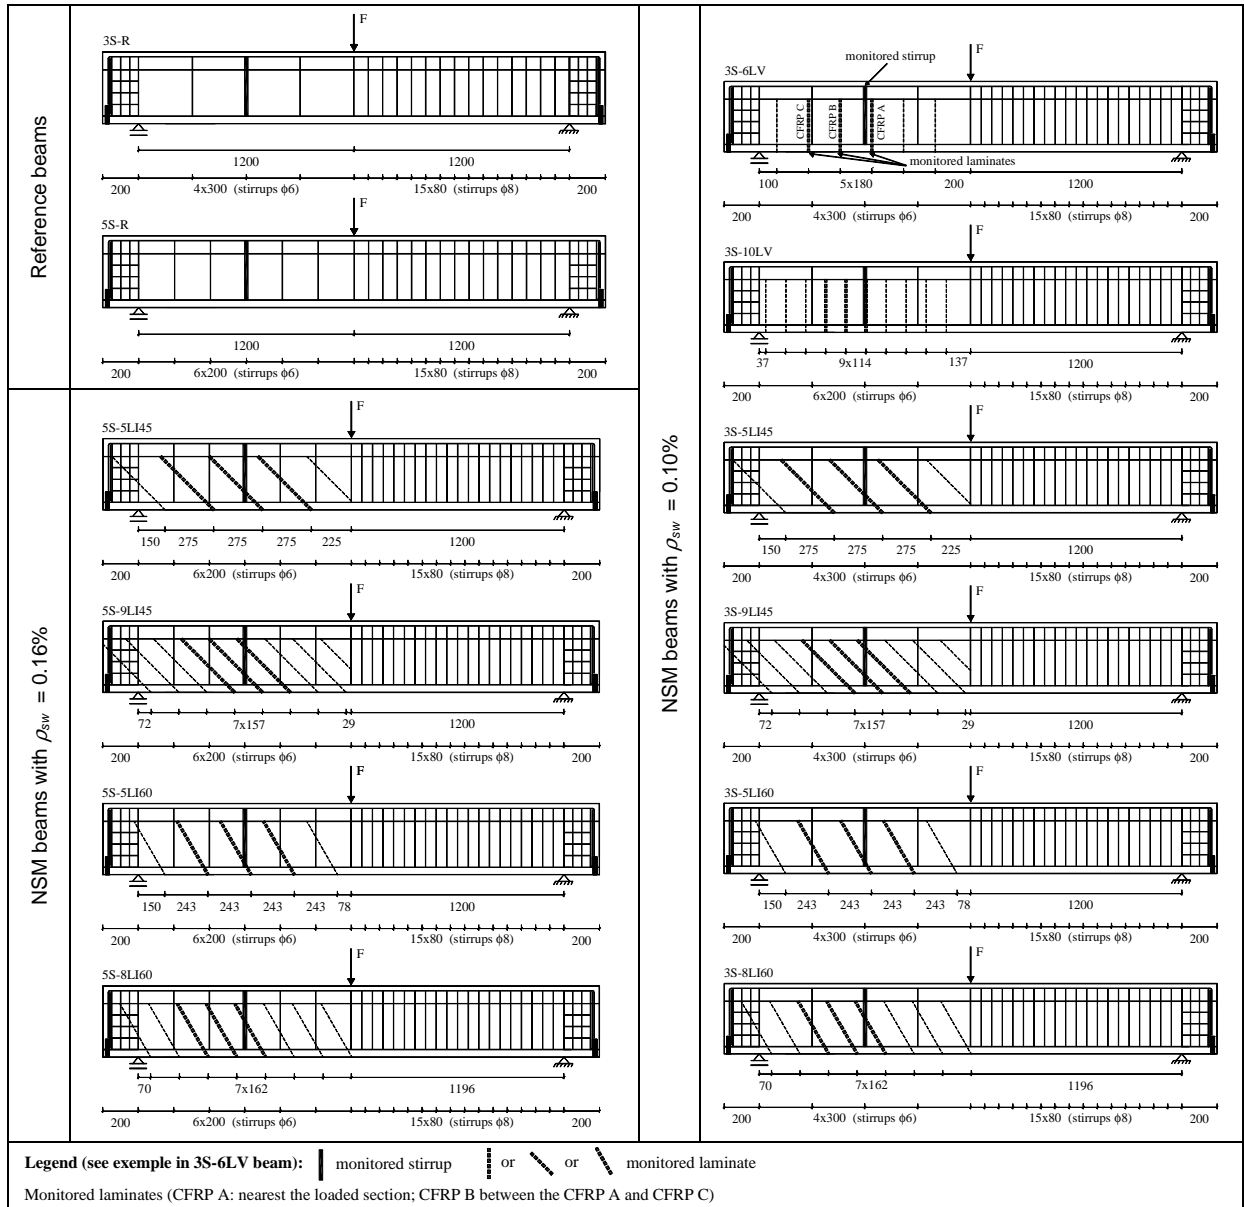 Reference beams
3S-R
F
1200 1200
200 4x300 (stirrups ϕ6) 15x80 (stirrups ϕ8) 200
5S-R
F
1200 1200
200 6x200 (stirrups ϕ6) 15x80 (stirrups ϕ8) 200
NSM beams with ρsw = 0.16%
5S-5LI45
F
150 275 275 275 225 1200
200 6x200 (stirrups ϕ6) 15x80 (stirrups ϕ8) 200
5S-9LI45
F
72 7x157 29 1200
200 6x200 (stirrups ϕ6) 15x80 (stirrups ϕ8) 200
5S-5LI60
F
150 243 243 243 243 78 1200
200 6x200 (stirrups ϕ6) 15x80 (stirrups ϕ8) 200
5S-8LI60
F
70 7x162 1196
200 6x200 (stirrups ϕ6) 15x80 (stirrups ϕ8) 200
NSM beams with ρsw = 0.10%
3S-6LV
monitored stirrup
F
CFRP C
CFRP B
CFRP A
monitored laminates
100 5x180 200 1200
200 4x300 (stirrups ϕ6) 15x80 (stirrups ϕ8) 200
3S-10LV
F
37 9x114 137 1200
200 6x200 (stirrups ϕ6) 15x80 (stirrups ϕ8) 200
3S-5LI45
F
150 275 275 275 225 1200
200 4x300 (stirrups ϕ6) 15x80 (stirrups ϕ8) 200
3S-9LI45
F
72 7x157 29 1200
200 4x300 (stirrups ϕ6) 15x80 (stirrups ϕ8) 200
3S-5LI60
F
150 243 243 243 243 78 1200
200 4x300 (stirrups ϕ6) 15x80 (stirrups ϕ8) 200
3S-8LI60
F
70 7x162 1196
200 4x300 (stirrups ϕ6) 15x80 (stirrups ϕ8) 200
Legend (see exemple in 3S-6LV beam): monitored stirrup or or monitored laminate
Monitored laminates (CFRP A: nearest the loaded section; CFRP B between the CFRP A and CFRP C)